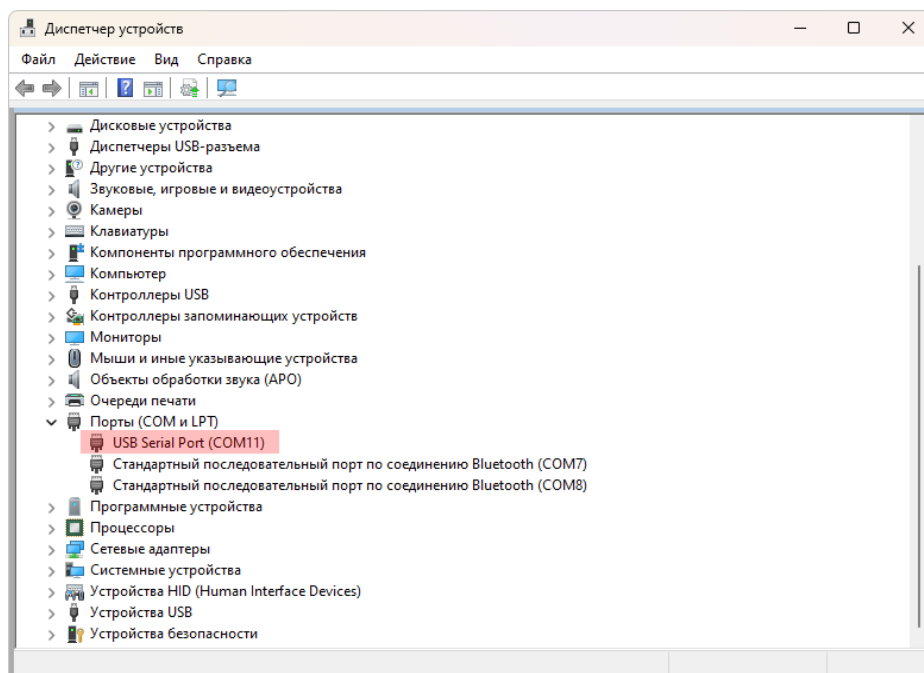 Диспетчер устройств
Файл Действие Вид Справка
Дисковые устройства
Диспетчеры USB-разъема
Другие устройства
Звуковые, игровые и видеоустройства
Камеры
Клавиатуры
Компоненты программного обеспечения
Компьютер
Контроллеры USB
Контроллеры запоминающих устройств
Мониторы
Мыши и иные указывающие устройства
Объекты обработки звука (APO)
Очереди печати
Порты (COM и LPT)
USB Serial Port (COM11)
Стандартный последовательный порт по соединению Bluetooth (COM7)
Стандартный последовательный порт по соединению Bluetooth (COM8)
Программные устройства
Процессоры
Сетевые адаптеры
Системные устройства
Устройства HID (Human Interface Devices)
Устройства USB
Устройства безопасности